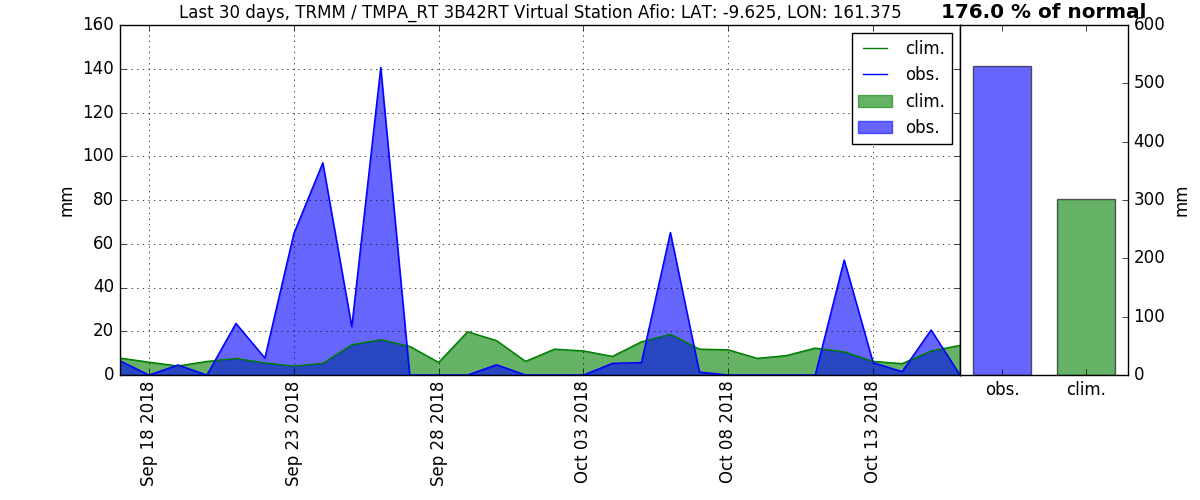 Last 30 days, TRMM / TMPA_RT 3B42RT Virtual Station Afio: LAT: -9.625, LON: 161.375
176.0 % of normal
160
140
120
100
80
60
40
20
0
mm
clim.
obs.
clim.
obs.
Sep 18 2018
Sep 23 2018
Sep 28 2018
Oct 03 2018
Oct 08 2018
Oct 13 2018
600
500
400
300
200
100
0
mm
obs.
clim.